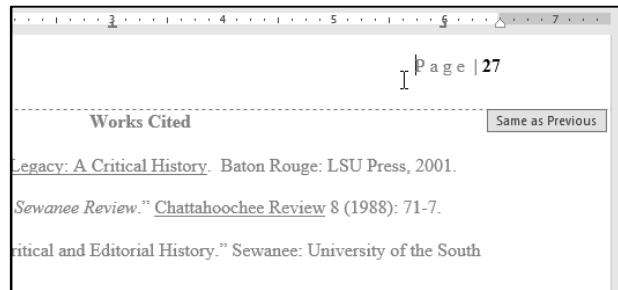 3 4 5 6 7
P a g e | 27
Works Cited
Same as Previous
Legacy: A Critical History. Baton Rouge: LSU Press, 2001.
Sewanee Review.” Chattahoochee Review 8 (1988): 71-7.
ritical and Editorial History.” Sewanee: University of the South